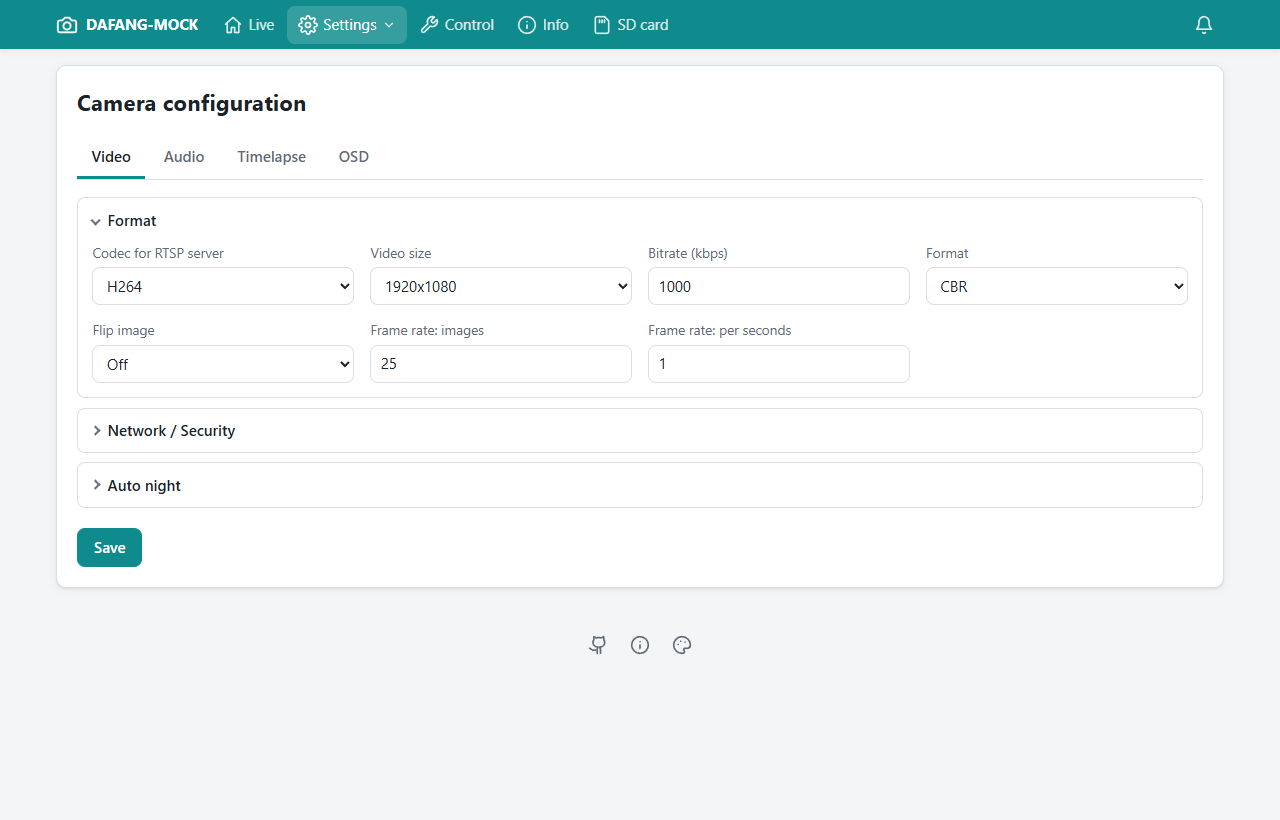 DAFANG-MOCK Live Settings Control Info SD card
Camera configuration
Video Audio Timelapse OSD
Format
Codec for RTSP server Video size Bitrate (kbps) Format
H264 1920x1080 1000 CBR
Flip image Frame rate: images Frame rate: per seconds
Off 25 1
Network / Security
Auto night
Save